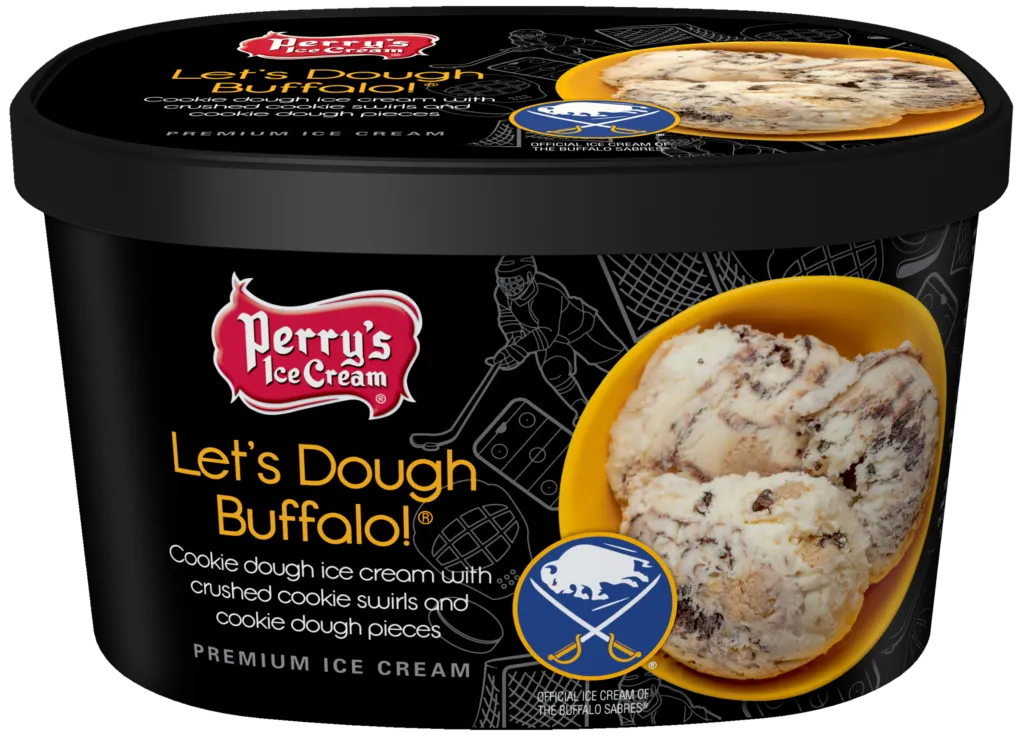 Perry's
Ice Cream
Let's Dough
Buffalo!®
Cookie dough ice cream with
crushed cookie swirls and
cookie dough pieces
PREMIUM ICE CREAM
OFFICIAL ICE CREAM OF
THE BUFFALO SABRES®
Perry's
Ice Cream®
Let's Dough
Buffalo!®
Cookie dough ice cream with
crushed cookie swirls and
cookie dough pieces
PREMIUM ICE CREAM
®
OFFICIAL ICE CREAM OF
THE BUFFALO SABRES®